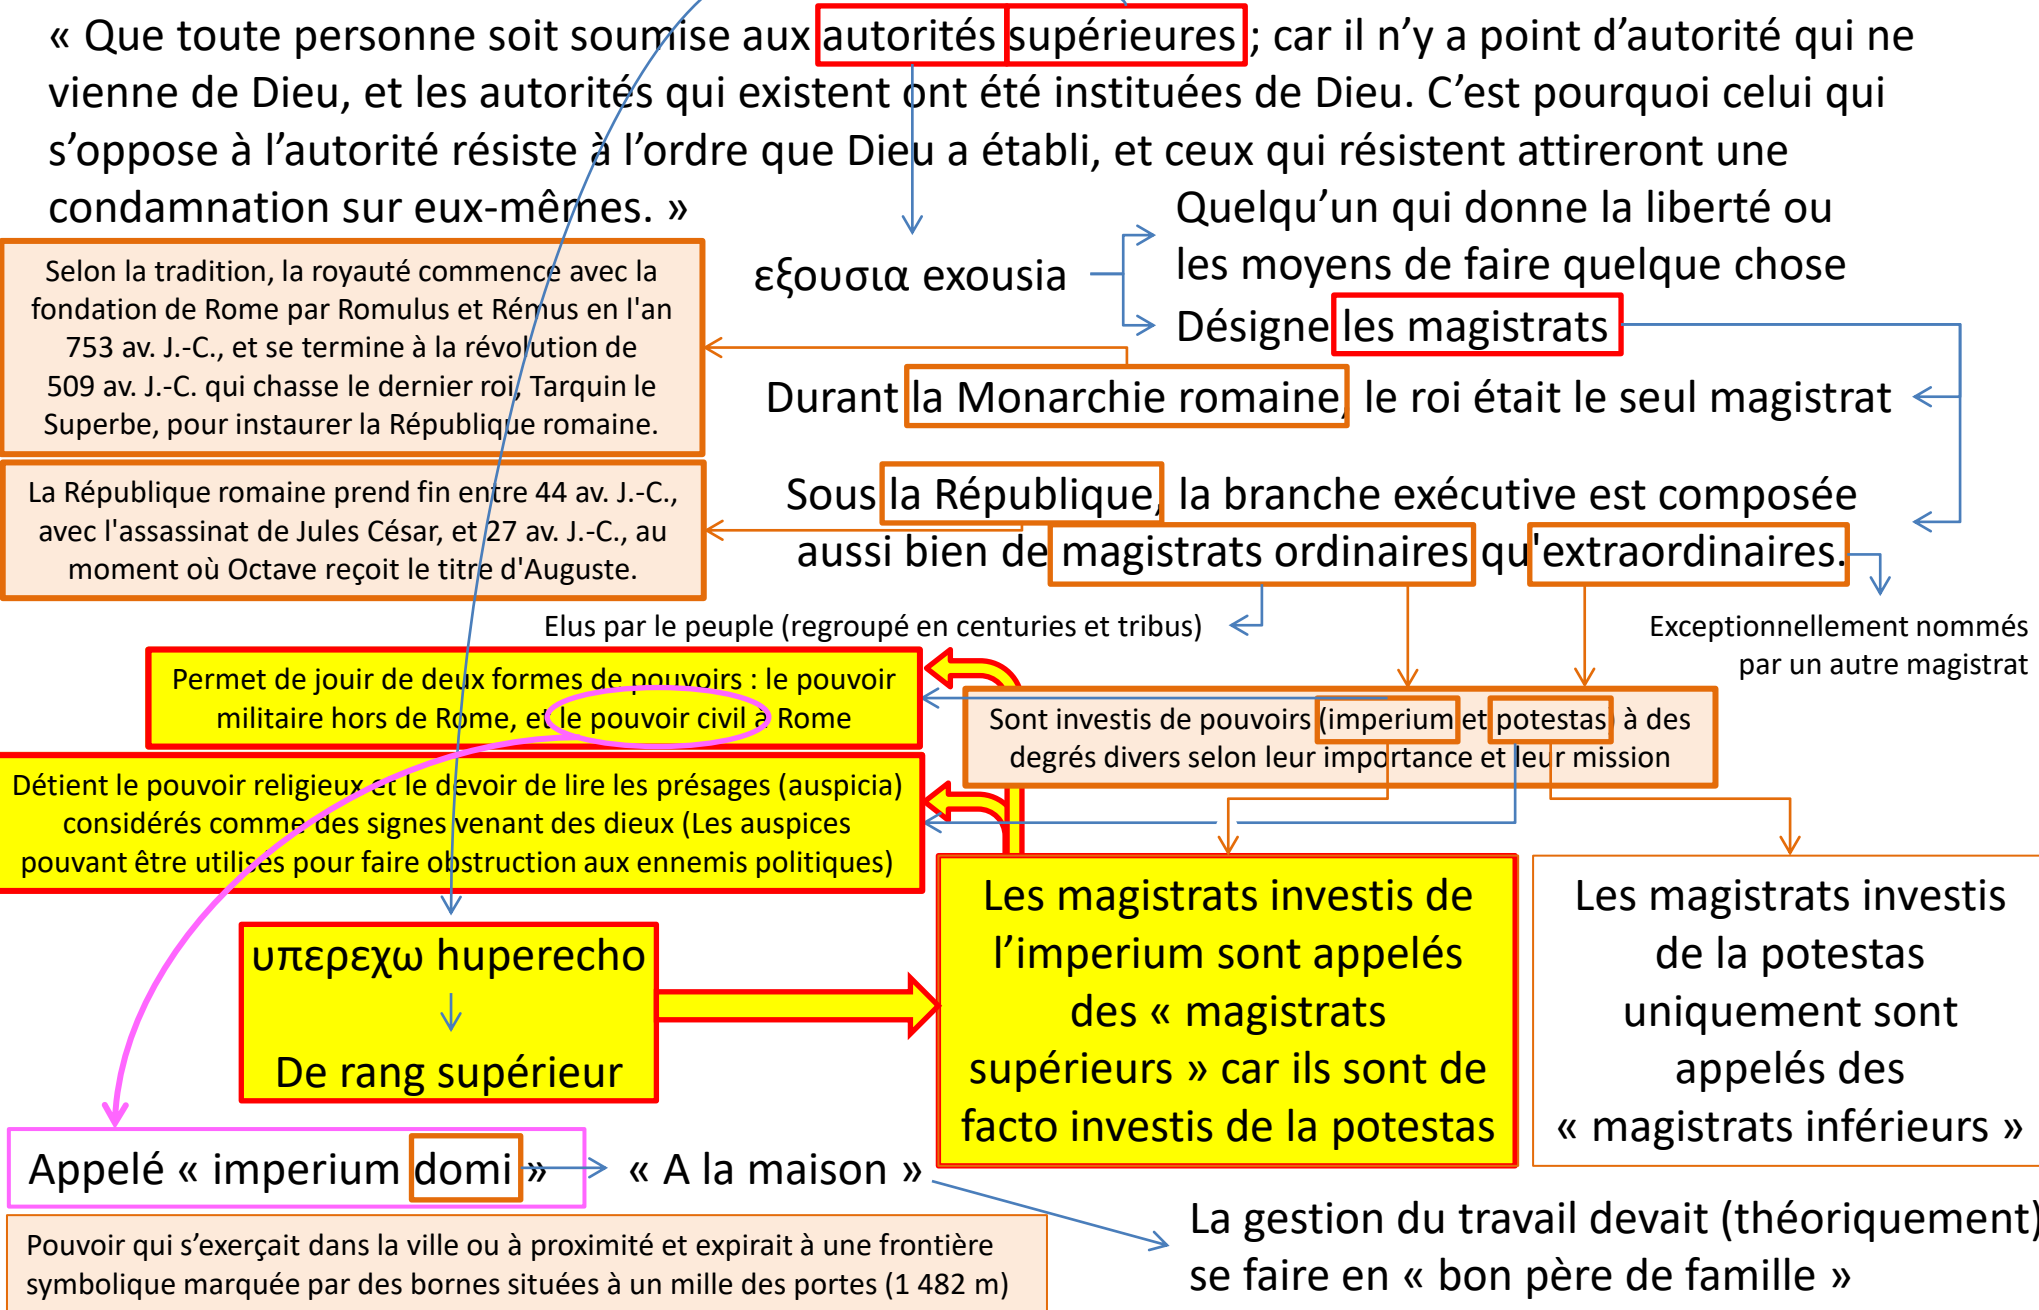 « Que toute personne soit soumise aux autorités supérieures ; car il n’y a point d’autorité qui ne
vienne de Dieu, et les autorités qui existent ont été instituées de Dieu. C’est pourquoi celui qui
s’oppose à l’autorité résiste à l’ordre que Dieu a établi, et ceux qui résistent attireront une
condamnation sur eux-mêmes. »
εξουσια exousia
Quelqu’un qui donne la liberté ou
les moyens de faire quelque chose
Désigne les magistrats
Selon la tradition, la royauté commence avec la
fondation de Rome par Romulus et Rémus en l'an
753 av. J.-C., et se termine à la révolution de
509 av. J.-C. qui chasse le dernier roi, Tarquin le
Superbe, pour instaurer la République romaine.
Durant la Monarchie romaine, le roi était le seul magistrat
La République romaine prend fin entre 44 av. J.-C.,
avec l'assassinat de Jules César, et 27 av. J.-C., au
moment où Octave reçoit le titre d'Auguste.
Sous la République, la branche exécutive est composée
aussi bien de magistrats ordinaires qu'extraordinaires.
Elus par le peuple (regroupé en centuries et tribus)
Exceptionnellement nommés
par un autre magistrat
Permet de jouir de deux formes de pouvoirs : le pouvoir
militaire hors de Rome, et le pouvoir civil à Rome
Sont investis de pouvoirs (imperium et potestas) à des
degrés divers selon leur importance et leur mission
Détient le pouvoir religieux et le devoir de lire les présages (auspicia)
considérés comme des signes venant des dieux (Les auspices
pouvant être utilisés pour faire obstruction aux ennemis politiques)
υπερεχω huperecho
De rang supérieur
Les magistrats investis de
l’imperium sont appelés
des « magistrats
supérieurs » car ils sont de
facto investis de la potestas
Les magistrats investis
de la potestas
uniquement sont
appelés des
« magistrats inférieurs »
Appelé « imperium domi »
« A la maison »
Pouvoir qui s’exerçait dans la ville ou à proximité et expirait à une frontière
symbolique marquée par des bornes situées à un mille des portes (1 482 m)
La gestion du travail devait (théoriquement)
se faire en « bon père de famille »